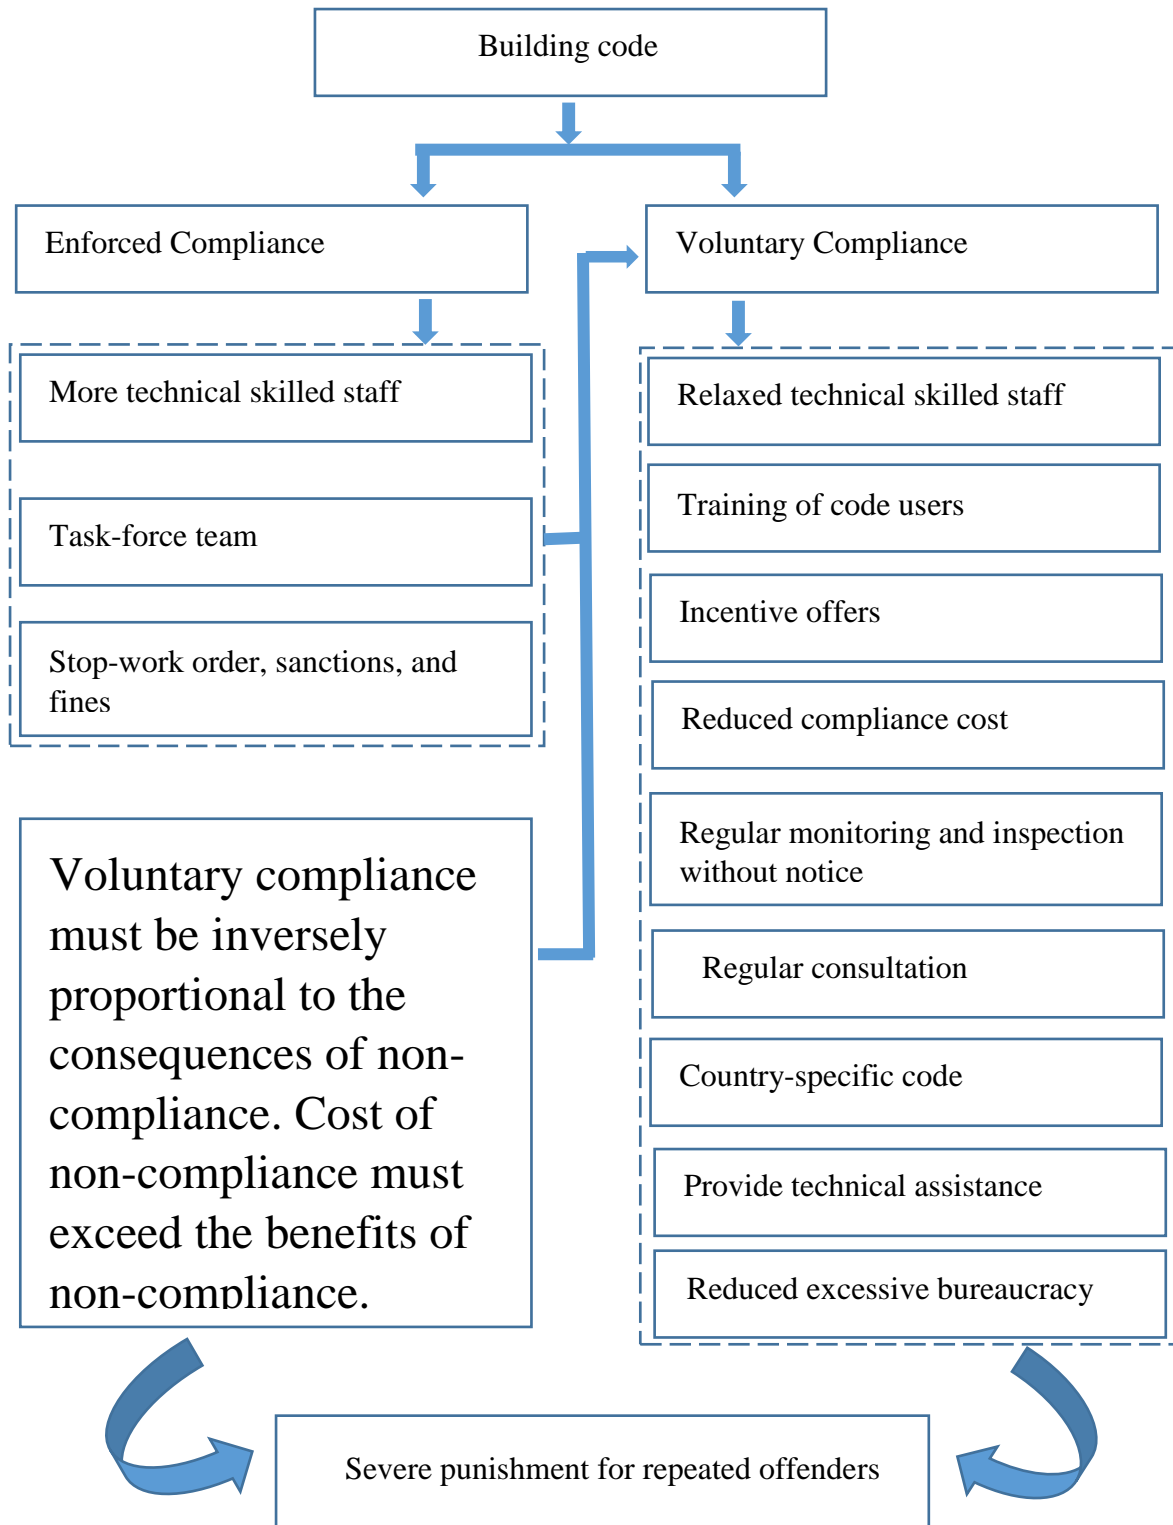 Building code
Enforced Compliance
More technical skilled staff
Task-force team
Stop-work order, sanctions, and
fines
Voluntary compliance
must be inversely
proportional to the
consequences of non-
compliance. Cost of
non-compliance must
exceed the benefits of
non-compliance.
Voluntary Compliance
Relaxed technical skilled staff
Training of code users
Incentive offers
Reduced compliance cost
Regular monitoring and inspection
without notice
Regular consultation
Country-specific code
Provide technical assistance
Reduced excessive bureaucracy
Severe punishment for repeated offenders